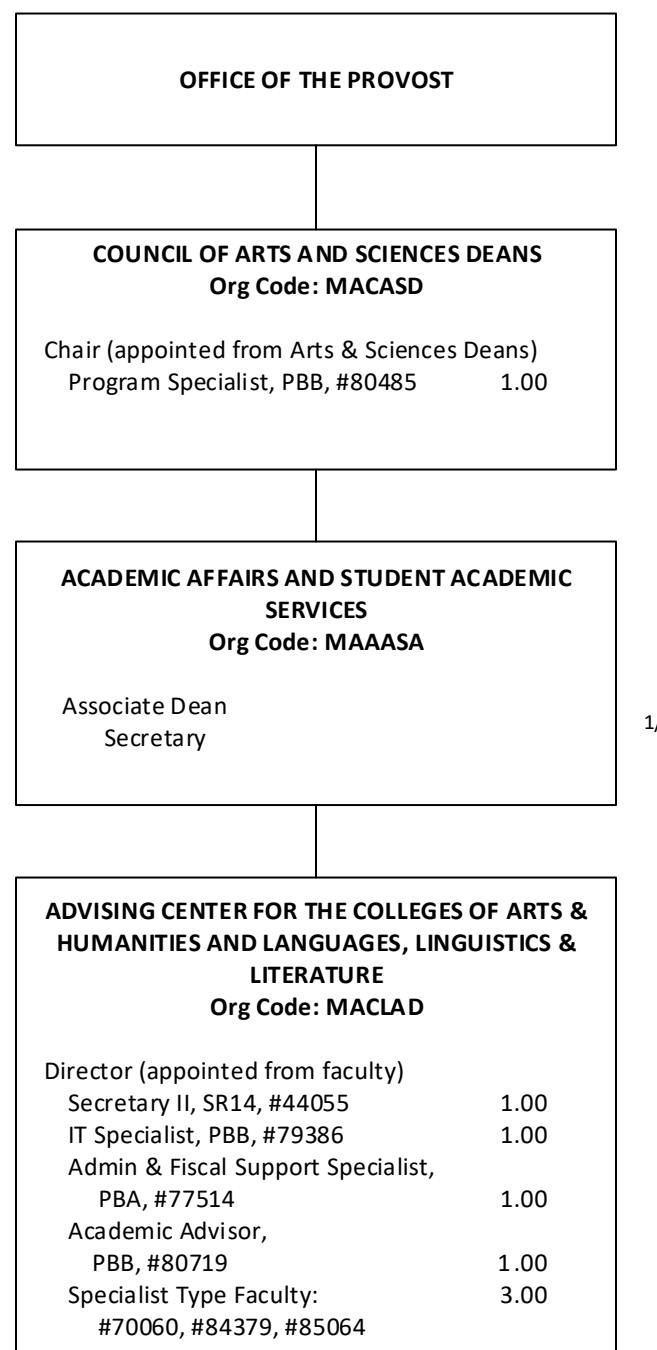 OFFICE OF THE PROVOST
COUNCIL OF ARTS AND SCIENCES DEANS
Org Code: MACASD
Chair (appointed from Arts & Sciences Deans)
Program Specialist, PBB, #80485 1.00
ACADEMIC AFFAIRS AND STUDENT ACADEMIC
SERVICES
Org Code: MAAASA
Associate Dean
Secretary
1/
ADVISING CENTER FOR THE COLLEGES OF ARTS &
HUMANITIES AND LANGUAGES, LINGUISTICS &
LITERATURE
Org Code: MACLAD
Director (appointed from faculty)
Secretary II, SR14, #44055 1.00
IT Specialist, PBB, #79386 1.00
Admin & Fiscal Support Specialist,
PBA, #77514 1.00
Academic Advisor,
PBB, #80719 1.00
Specialist Type Faculty: 3.00
#70060, #84379, #85064